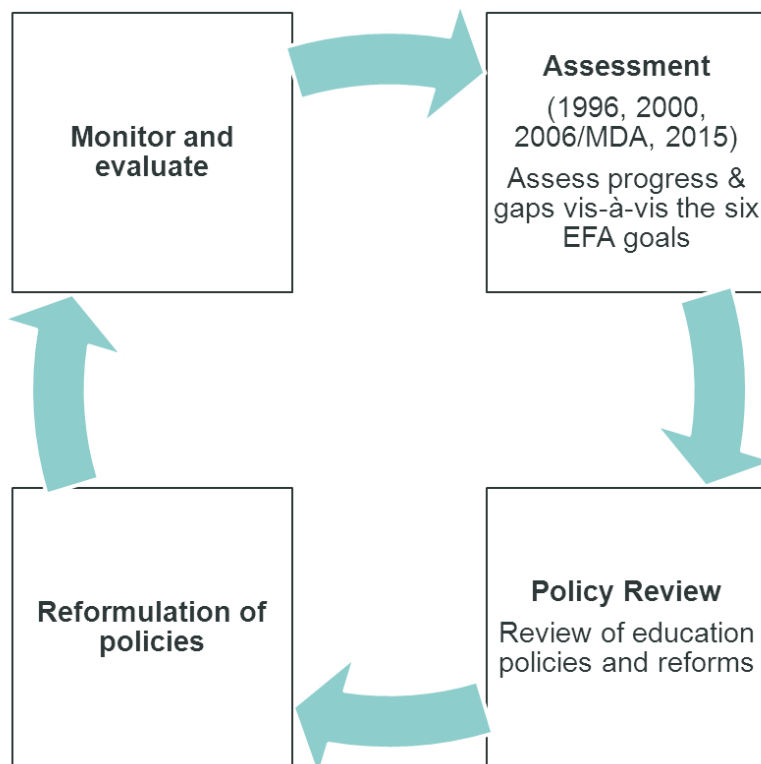 Monitor and
evaluate
Assessment
(1996, 2000,
2006/MDA, 2015)
Assess progress &
gaps vis-à-vis the six
EFA goals
Policy Review
Review of education
policies and reforms
Reformulation of
policies